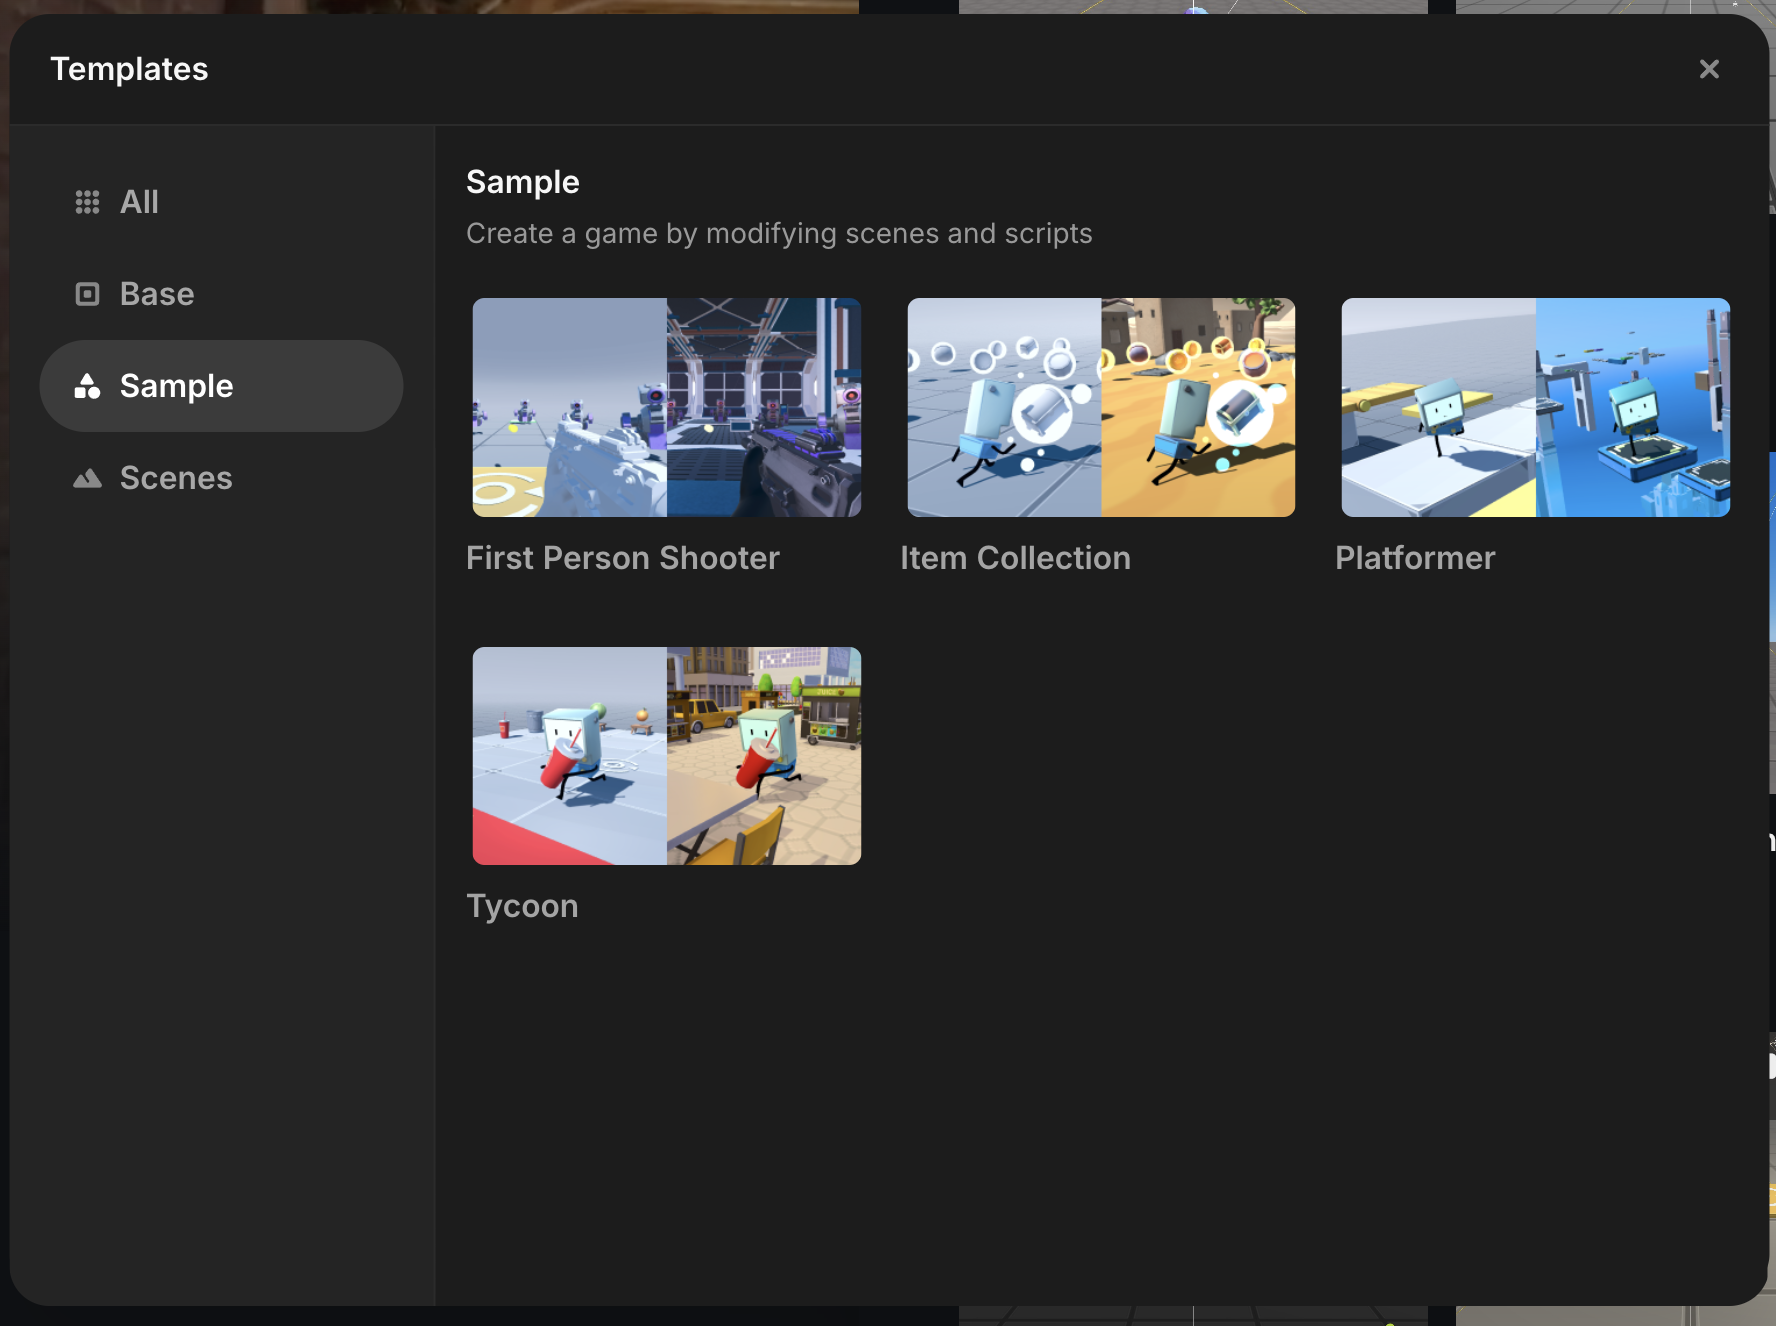 Templates
All
Base
Sample
Scenes
Sample
Create a game by modifying scenes and scripts
First Person Shooter
Item Collection
Platformer
JUICE
Tycoon